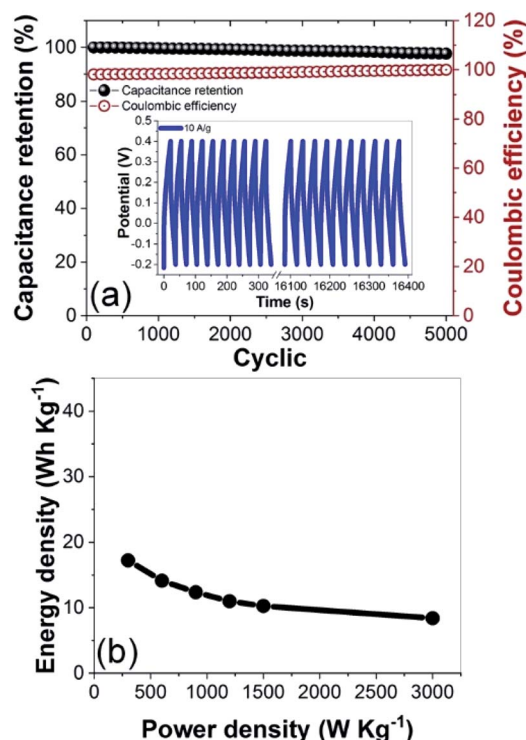 Capacitance retention (%)
100
80
60
40
20
0
120
100
80
60
40
20
0
Coulombic efficiency (%)
Capacitance retention
Coulombic efficiency
10 A/g
Potential (V)
0.5
0.4
0.3
0.2
0.1
0.0
-0.1
-0.2
0 100 200 300 16100 16200 16300 16400
Time (s)
(a)
0 1000 2000 3000 4000 5000
Cyclic
Energy density (Wh Kg⁻¹)
40
30
20
10
0
(b)
0 500 1000 1500 2000 2500 3000
Power density (W Kg⁻¹)